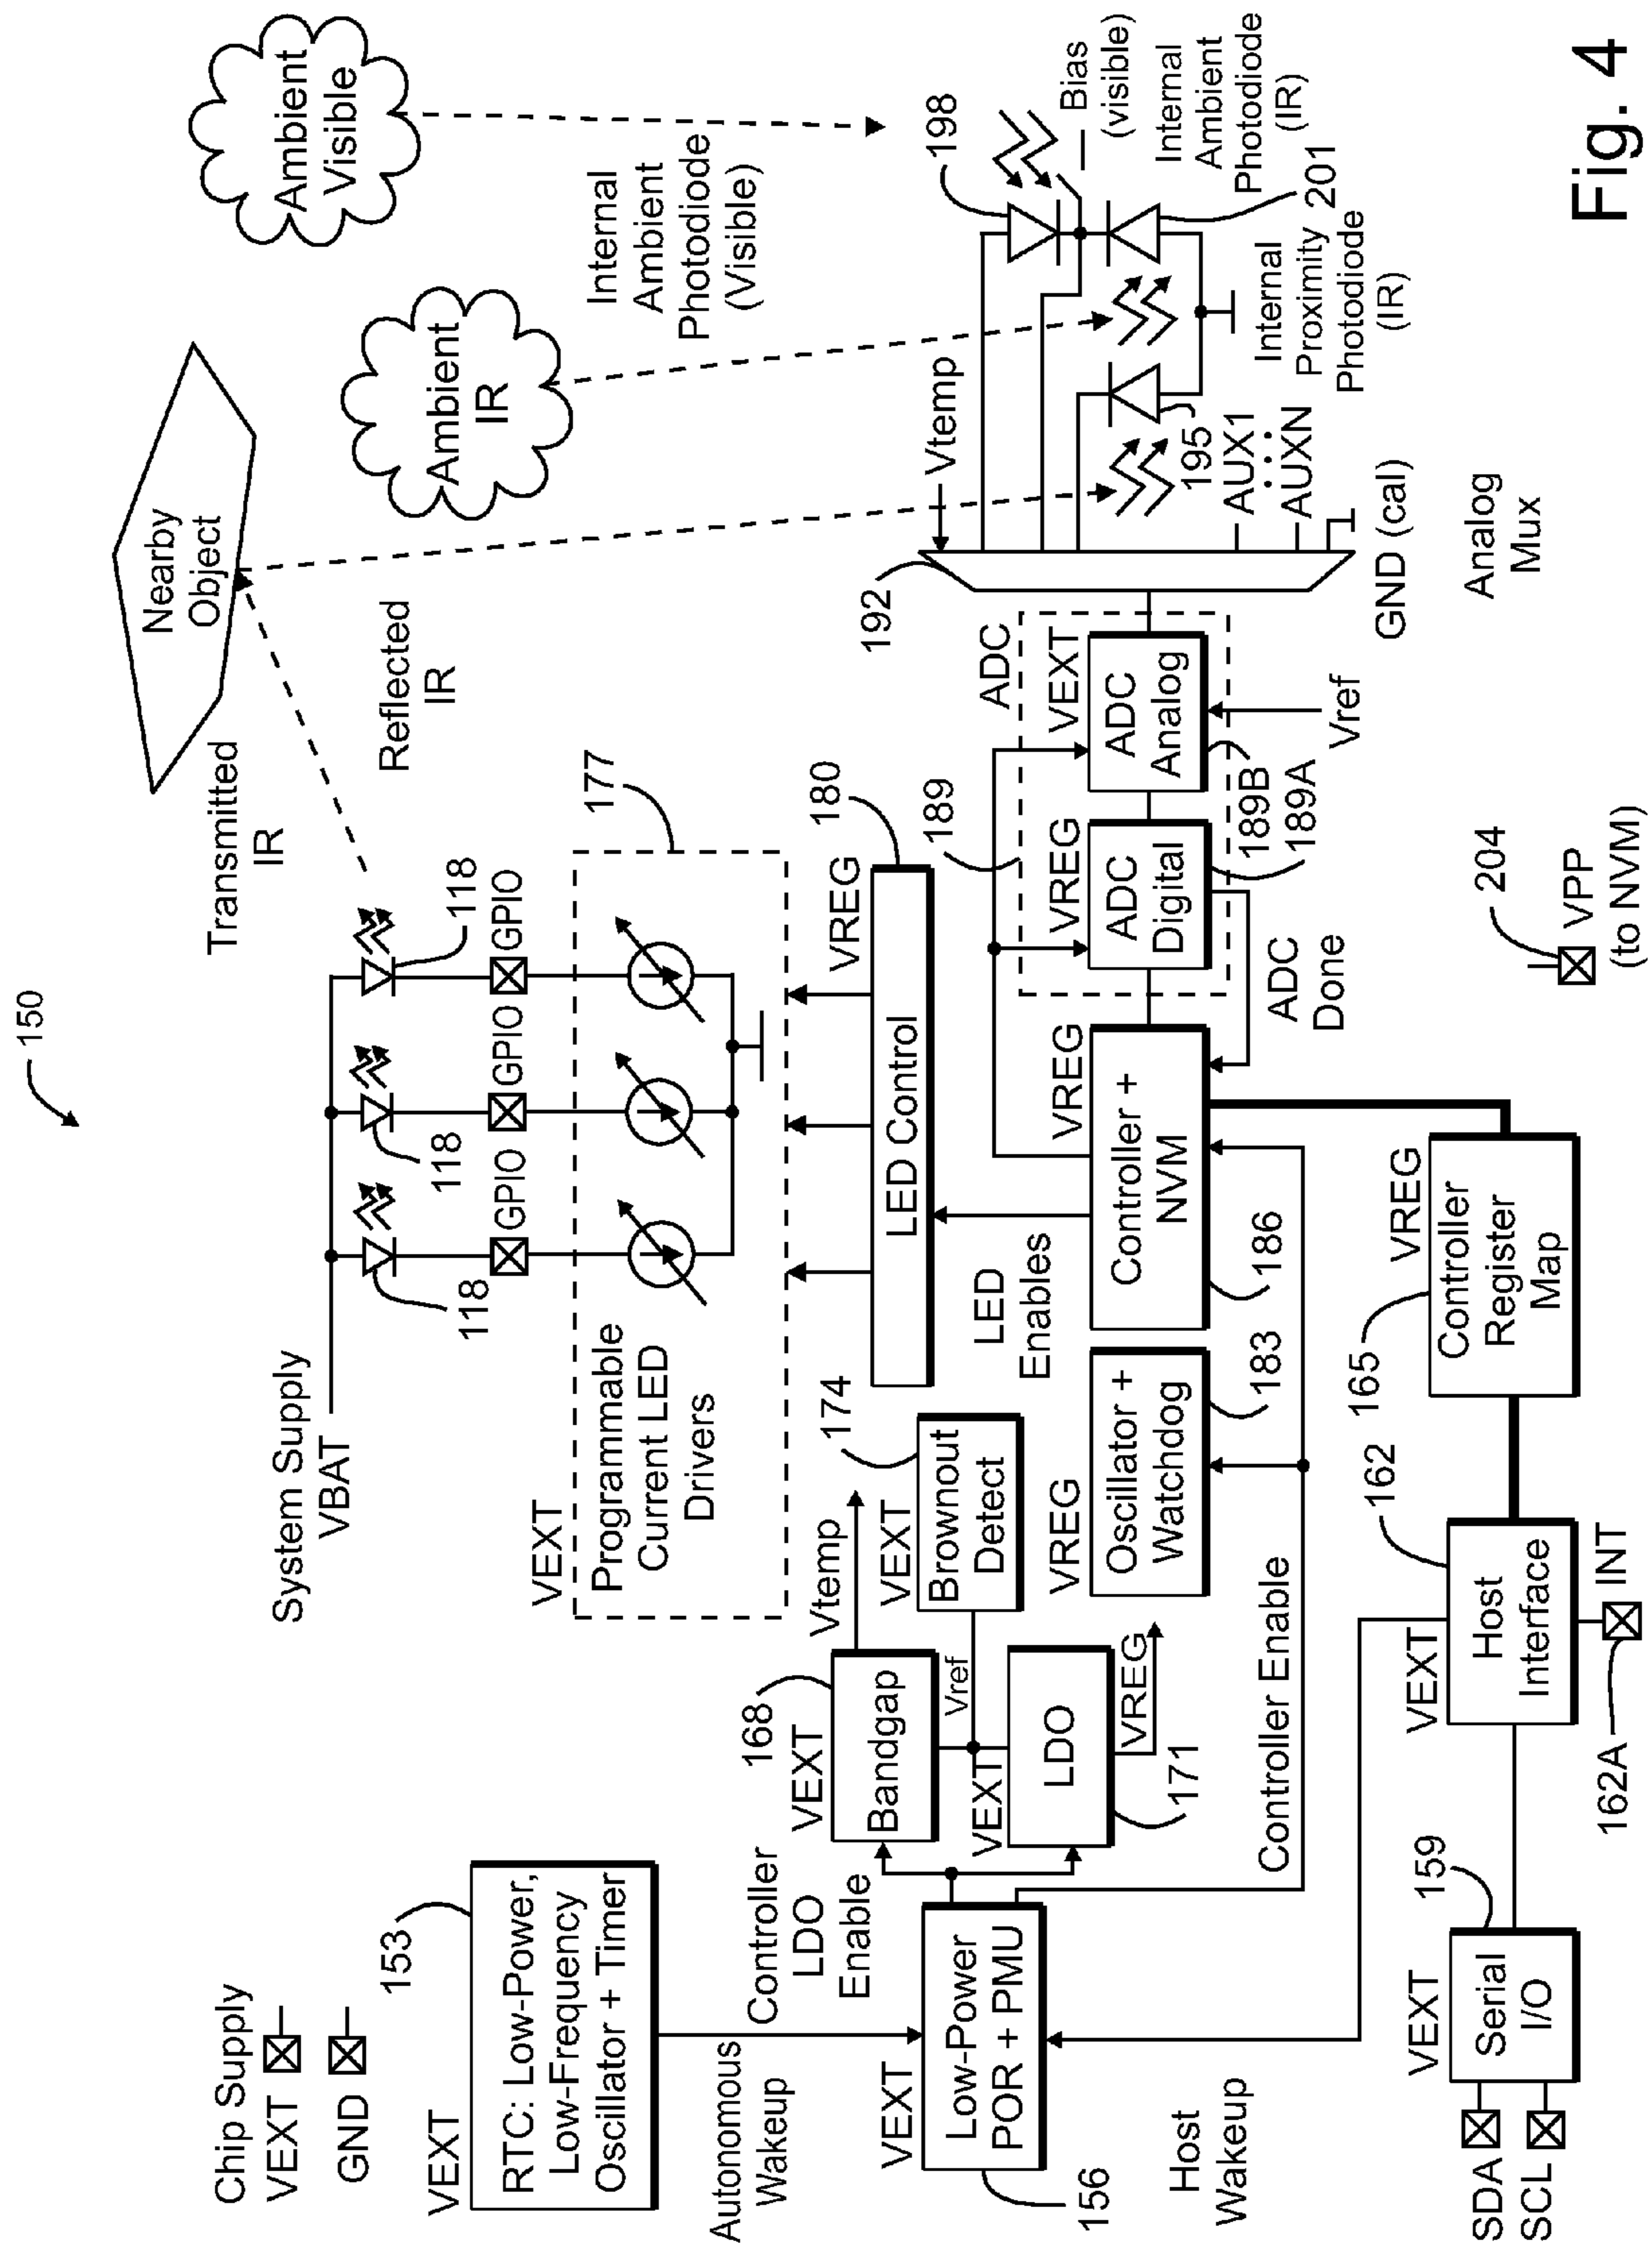 150
Chip Supply
VEXT
GND
153
VEXT
RTC: Low-Power,
Low-Frequency
Oscillator + Timer
Autonomous
Wakeup
Controller
LDO
Enable
VEXT
Low-Power
POR + PMU
156
Host
Wakeup
VEXT
Serial
I/O
159
SDA
SCL
168
VEXT
Bandgap
Vtemp
Vref
VEXT
LDO
VREG
171
174
VEXT
Brownout
Detect
VREG
Oscillator +
Watchdog
183
Controller Enable
VEXT
Host
Interface
162
INT
162A
165
VREG
Controller
Register
Map
System Supply
VBAT
118
118
118
GPIO
GPIO
GPIO
VEXT
Programmable
Current LED
Drivers
177
VREG
LED Control
180
LED
Enables
VREG
Controller +
NVM
186
ADC
Done
189
ADC
VREG
ADC
Digital
VEXT
ADC
Analog
189B
189A
Vref
204
VPP
(to NVM)
Transmitted
IR
Nearby
Object
Reflected
IR
Ambient
IR
Ambient
Visible
Internal
Ambient
Photodiode
(Visible)
192
Vtemp
198
Bias
(visible)
Internal
Ambient
Photodiode
(IR)
201
Internal
Proximity
Photodiode
(IR)
195
AUX1
AUXN
GND (cal)
Analog
Mux
Fig. 4